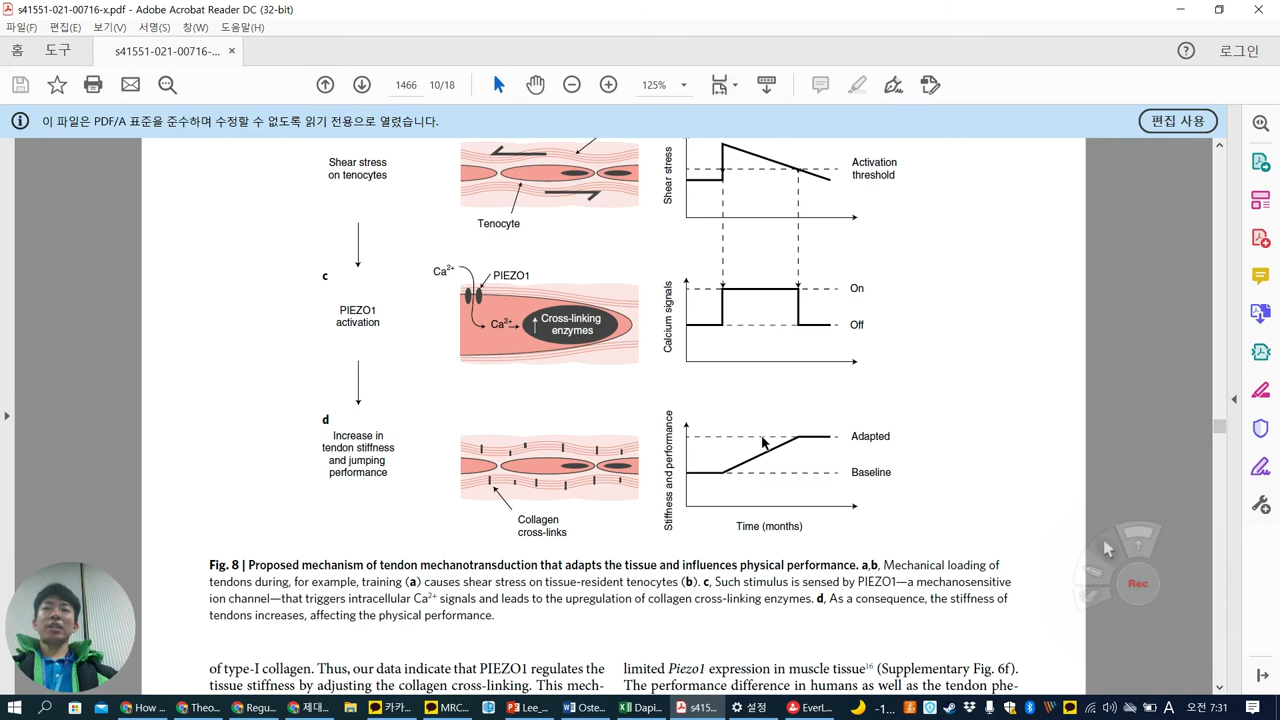 s41551-021-00716-x.pdf - Adobe Acrobat Reader DC (32-bit)
파일(F) 편집(E) 보기(V) 서명(S) 창(W) 도움말(H)
홈 도구 s41551-021-00716-... × 로그인
1466 10/18 125%
이 파일은 PDF/A 표준을 준수하며 수정할 수 없도록 읽기 전용으로 열렸습니다. 편집 사용
Shear stress
on tenocytes
Tenocyte
Shear stress
Activation
threshold
c
PIEZO1
activation
Ca2+
PIEZO1
Ca2+
Cross-linking
enzymes
Calcium signals
On
Off
d
Increase in
tendon stiffness
and jumping
performance
Collagen
cross-links
Stiffness and performance
Adapted
Baseline
Time (months)
Rec
Fig. 8 | Proposed mechanism of tendon mechanotransduction that adapts the tissue and influences physical performance. a,b, Mechanical loading of
tendons during, for example, training (a) causes shear stress on tissue-resident tenocytes (b). c, Such stimulus is sensed by PIEZO1—a mechanosensitive
ion channel—that triggers intracellular Ca2+ signals and leads to the upregulation of collagen cross-linking enzymes. d, As a consequence, the stiffness of
tendons increases, affecting the physical performance.
of type-I collagen. Thus, our data indicate that PIEZO1 regulates the
tissue stiffness by adjusting the collagen cross-linking. This mech-
limited Piezo1 expression in muscle tissue16 (Supplementary Fig. 6f).
The performance difference in humans as well as the tendon phe-
How ... Theo... Regu... 제대... 카카... MRC... Lee_... Oste... Dapi... s415... 설정 EverL... -1... A 오전 7:31